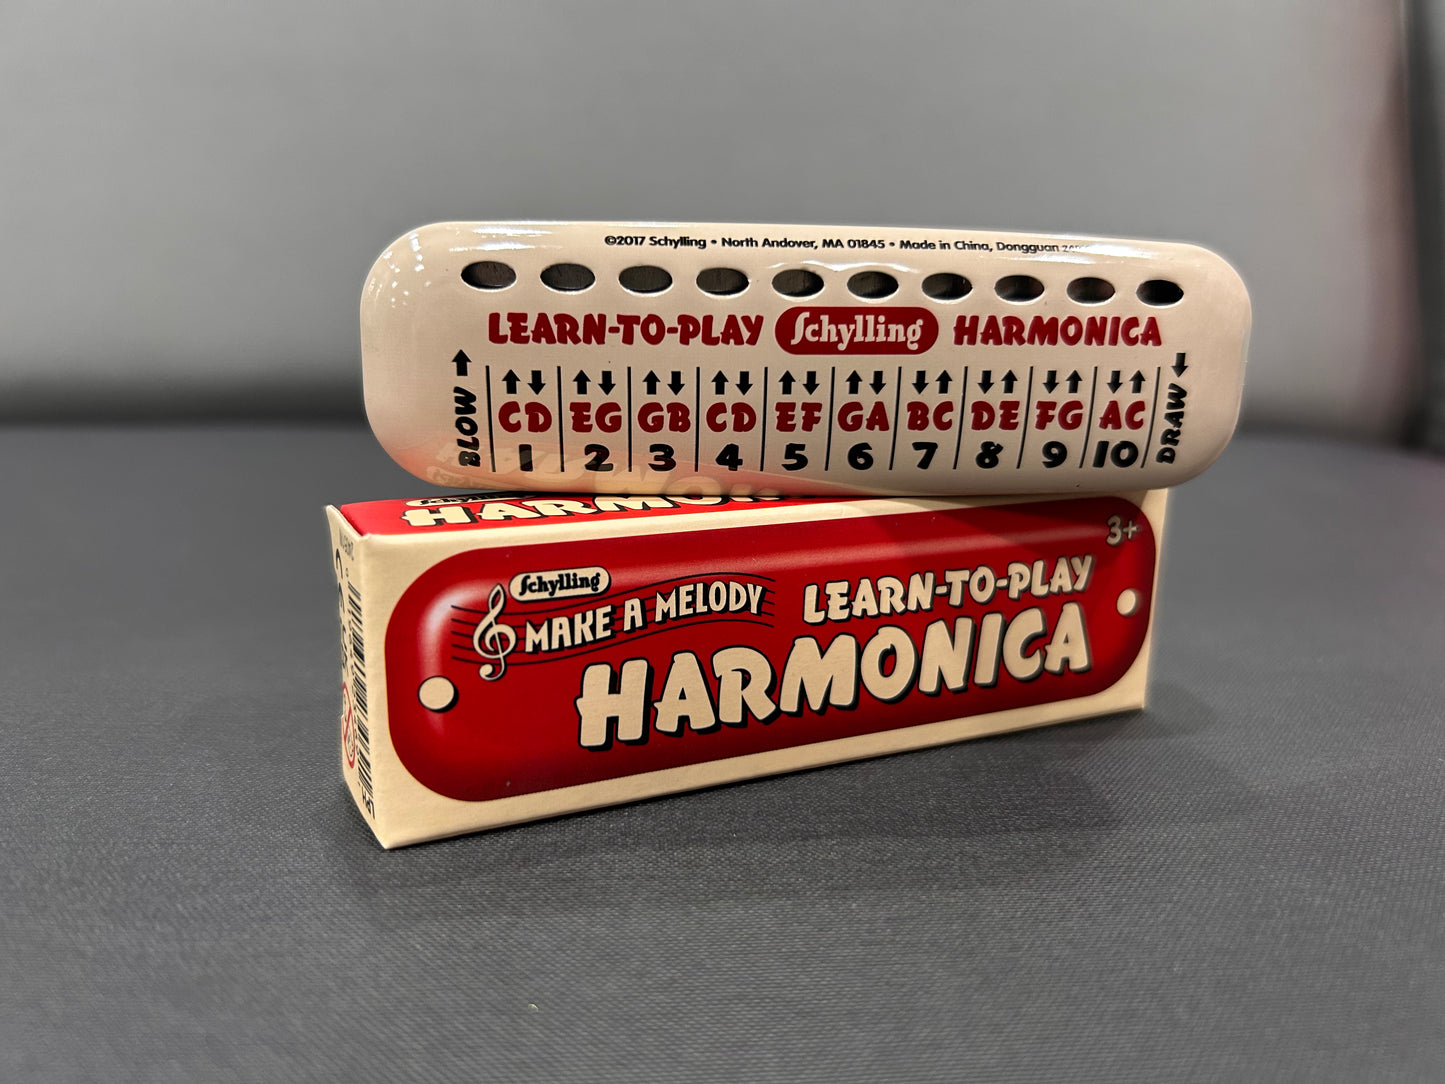 ©2017 Schylling • North Andover, MA 01845 • Made in China, Dongguan
LEARN-TO-PLAY Schylling HARMONICA
BLOW ↑ ↑↓ ↑↓ ↑↓ ↑↓ ↑↓ ↑↓ ↓↑ ↓↑ ↓↑ ↓↑ DRAW ↓
CD EG GB CD EF GA BC DE FG AC
1 2 3 4 5 6 7 8 9 10
Schylling
HARMONICA
3+
Schylling
MAKE A MELODY
LEARN-TO-PLAY
HARMONICA